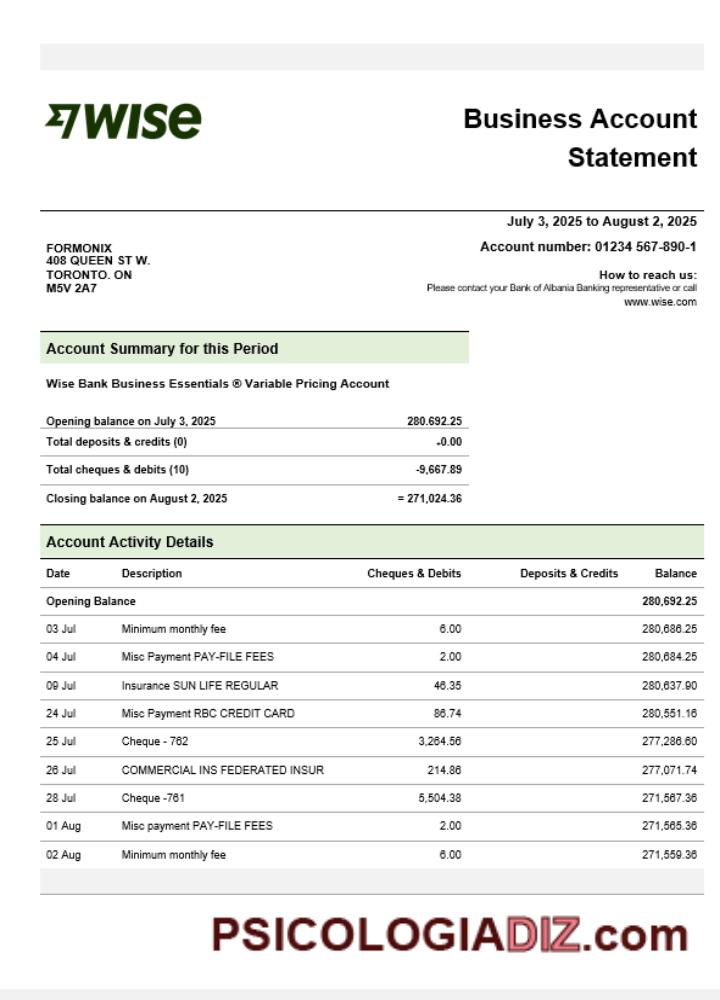 WISE
Business Account
Statement
July 3, 2025 to August 2, 2025
FORMONIX
408 QUEEN ST W.
TORONTO. ON
M5V 2A7
Account number: 01234 567-890-1
How to reach us:
Please contact your Bank of Albania Banking representative or call
www.wise.com
Account Summary for this Period
Wise Bank Business Essentials ® Variable Pricing Account
Opening balance on July 3, 2025 280.692.25
Total deposits & credits (0) -0.00
Total cheques & debits (10) -9,667.89
Closing balance on August 2, 2025 = 271,024.36
Account Activity Details
Date Description Cheques & Debits Deposits & Credits Balance
Opening Balance 280,692.25
03 Jul Minimum monthly fee 6.00 280,686.25
04 Jul Misc Payment PAY-FILE FEES 2.00 280,684.25
09 Jul Insurance SUN LIFE REGULAR 46.35 280,637.90
24 Jul Misc Payment RBC CREDIT CARD 86.74 280,551.16
25 Jul Cheque - 762 3,264.56 277,286.60
26 Jul COMMERCIAL INS FEDERATED INSUR 214.86 277,071.74
28 Jul Cheque -761 5,504.38 271,567.36
01 Aug Misc payment PAY-FILE FEES 2.00 271,565.36
02 Aug Minimum monthly fee 6.00 271,559.36
PSICOLOGIADIZ.com